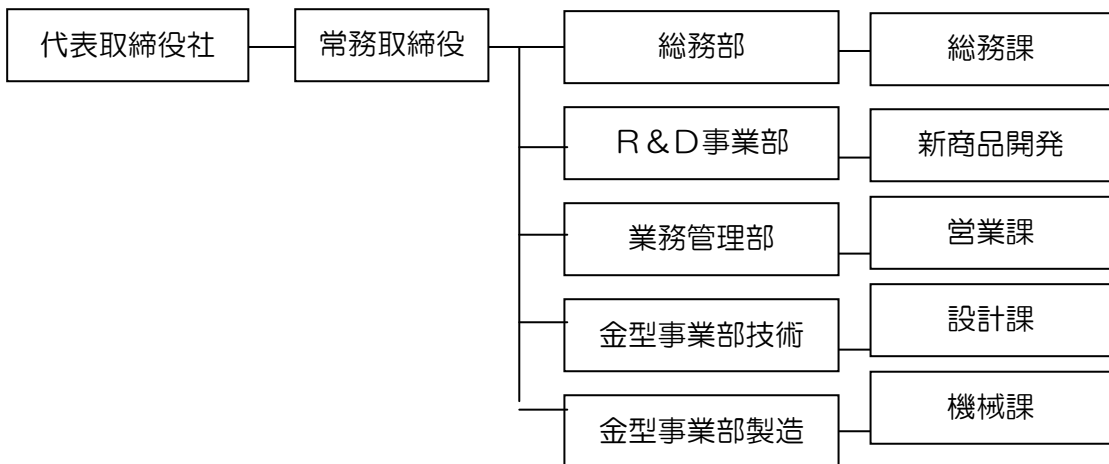 代表取締役社
常務取締役
総務部
総務課
R&D事業部
新商品開発
業務管理部
営業課
金型事業部技術
設計課
金型事業部製造
機械課